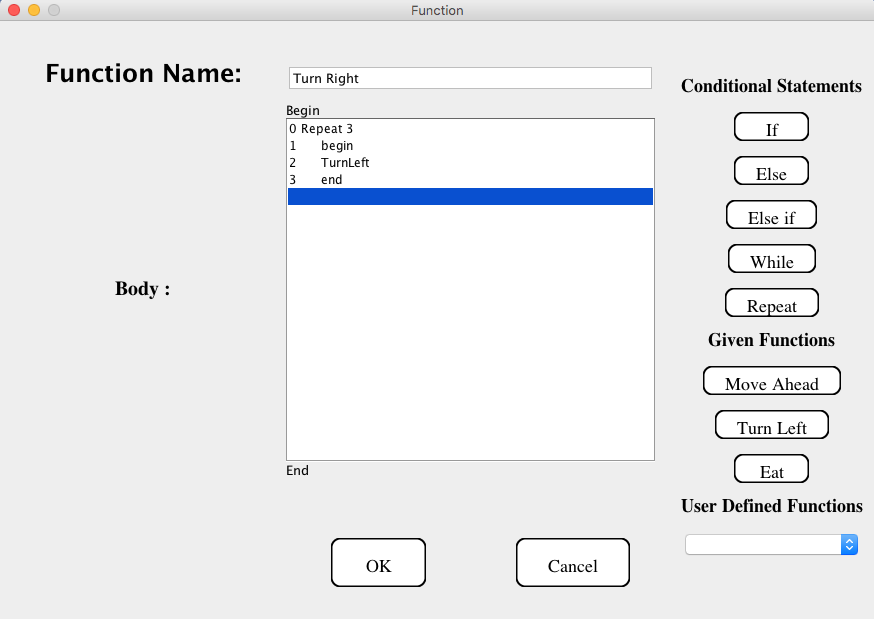 Function
Function Name:
Turn Right
Begin
0 Repeat 3
1 begin
2 TurnLeft
3 end
Body :
End
OK
Cancel
Conditional Statements
If
Else
Else if
While
Repeat
Given Functions
Move Ahead
Turn Left
Eat
User Defined Functions